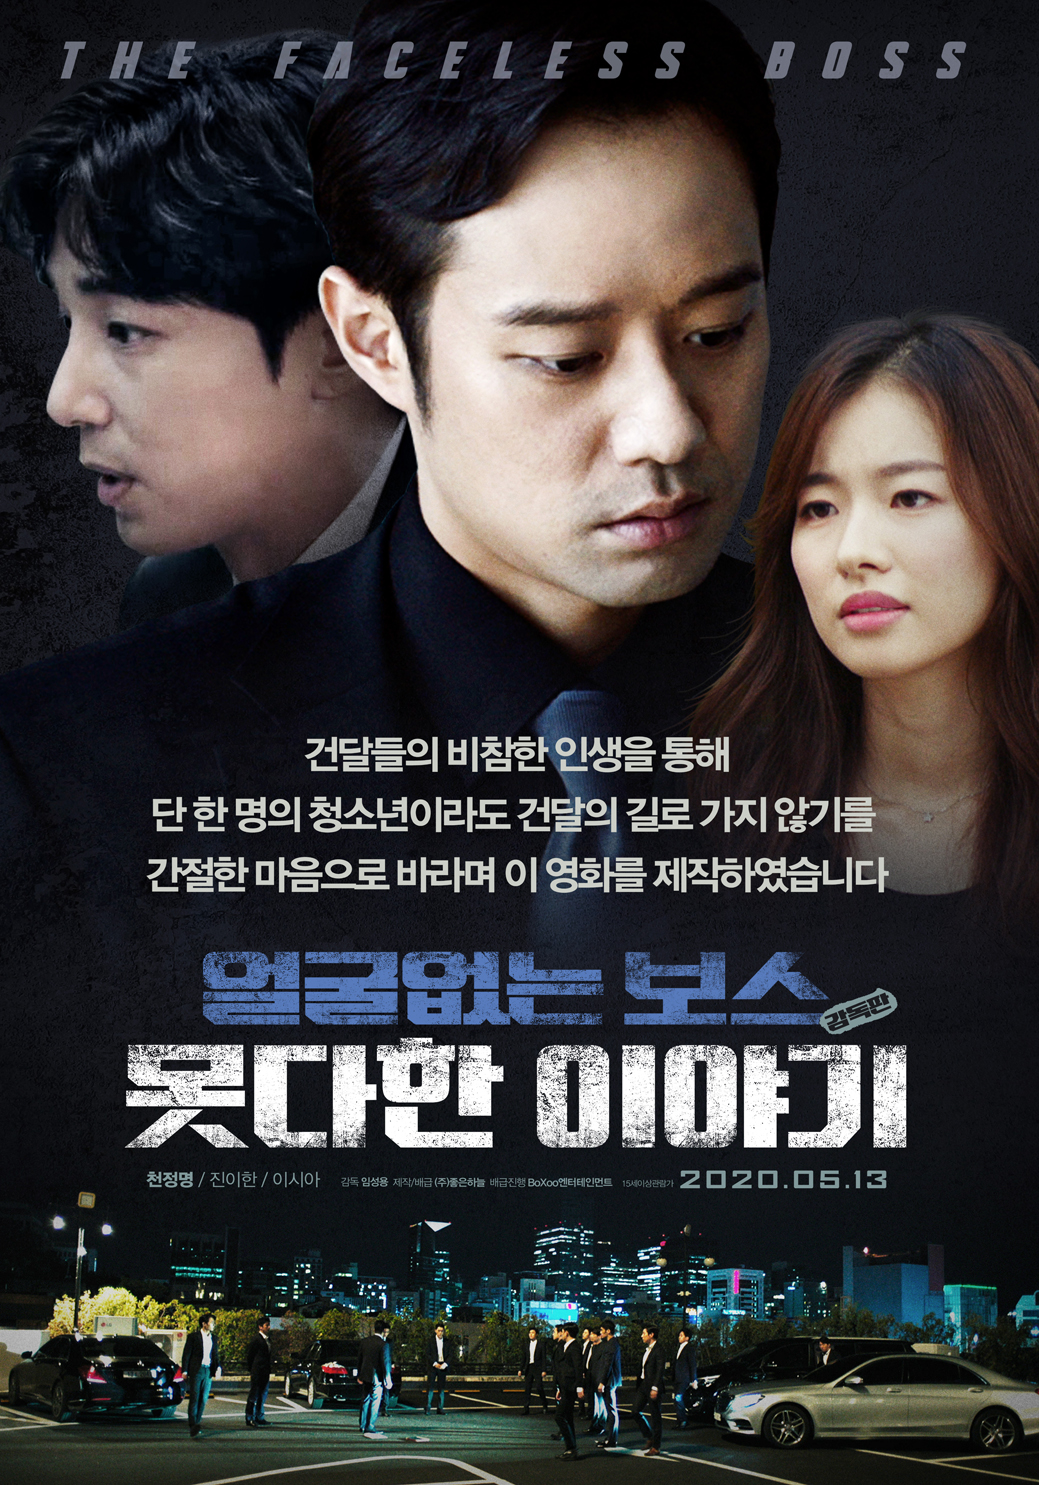 THE FACELESS BOSS
건달들의 비참한 인생을 통해
단 한 명의 청소년이라도 건달의 길로 가지 않기를
간절한 마음으로 바라며 이 영화를 제작하였습니다
얼굴없는 보스 감독판
못다한 이야기
천정명 / 진이한 / 이시아 감독 임성용 제작/배급 (주)좋은하늘 배급진행 BoXoo엔터테인먼트 15세이상관람가 2020.05.13